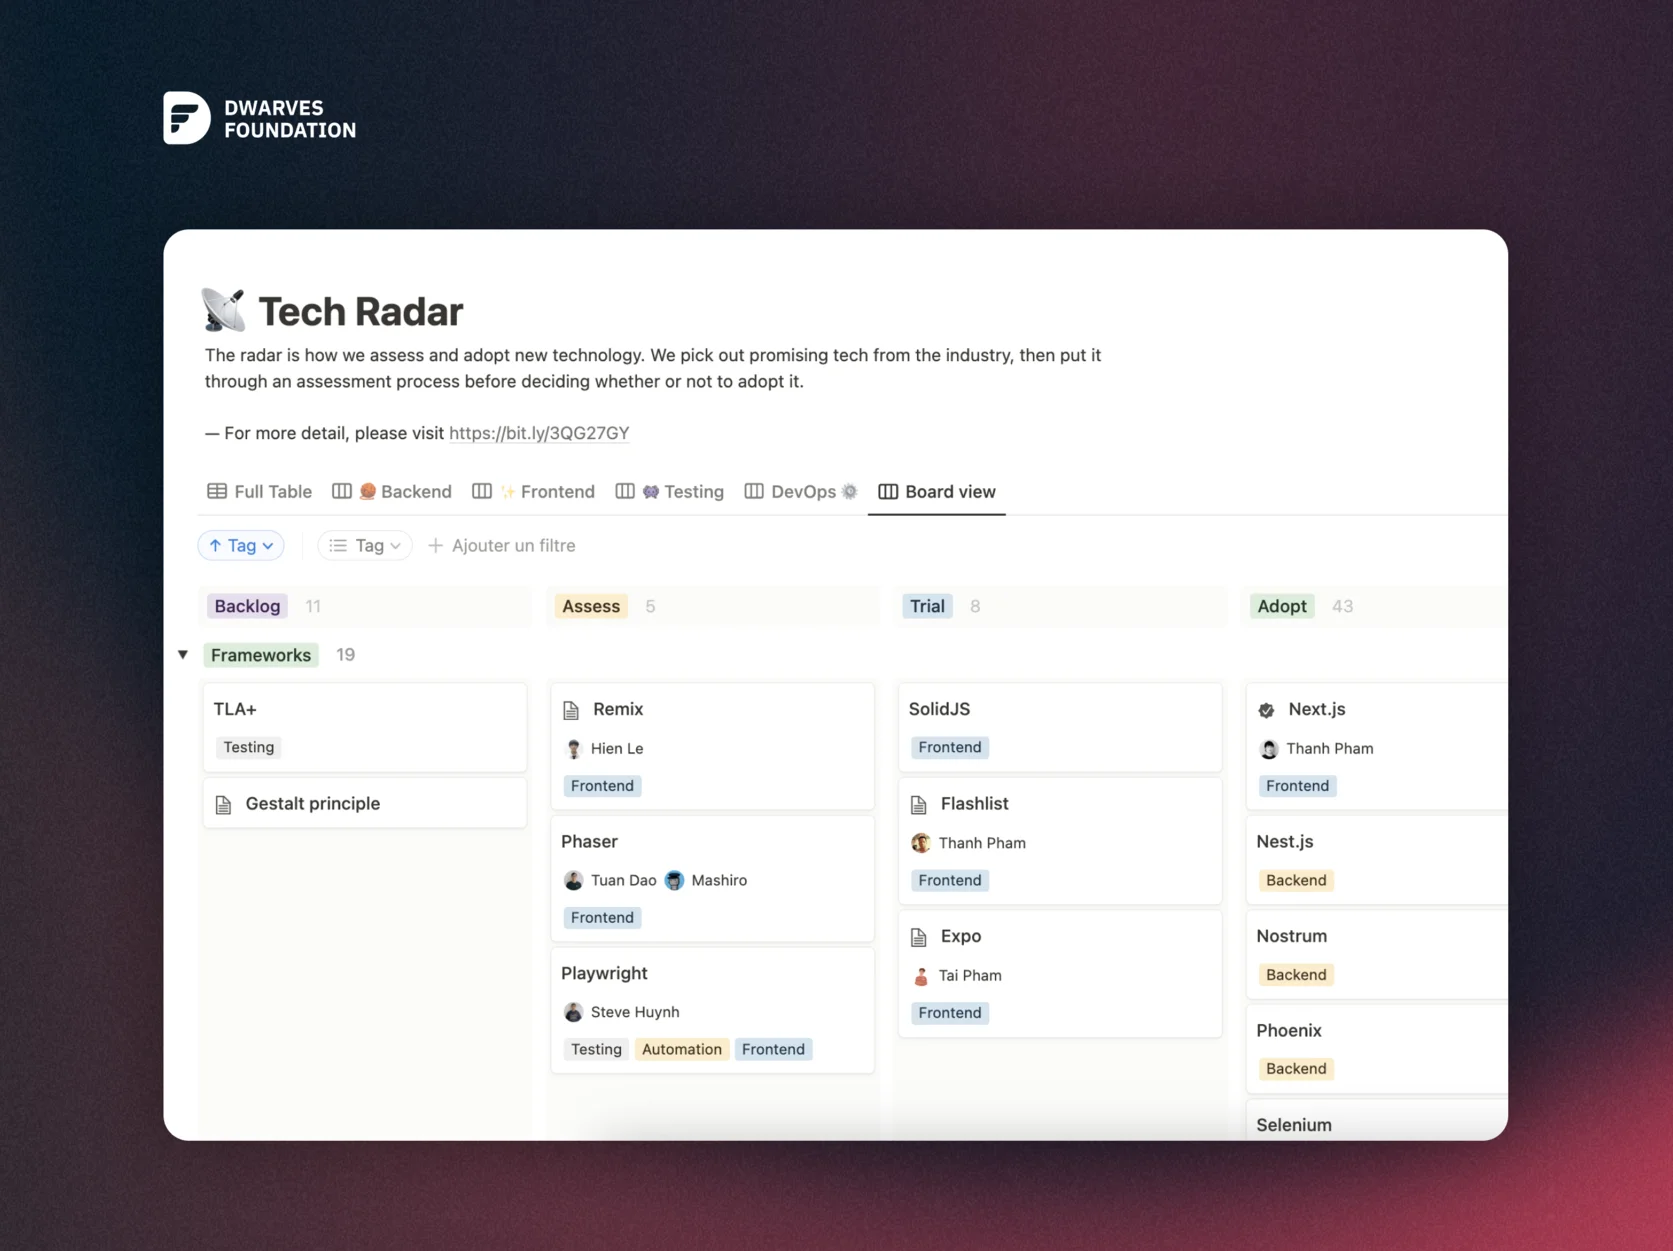 DWARVES
FOUNDATION
Tech Radar
The radar is how we assess and adopt new technology. We pick out promising tech from the industry, then put it
through an assessment process before deciding whether or not to adopt it.
— For more detail, please visit https://bit.ly/3QG27GY
Full Table Backend Frontend Testing DevOps Board view
Tag Tag Ajouter un filtre
Backlog 11 Assess 5 Trial 8 Adopt 43
Frameworks 19
TLA+
Testing
Gestalt principle
Remix
Hien Le
Frontend
Phaser
Tuan Dao Mashiro
Frontend
Playwright
Steve Huynh
Testing Automation Frontend
SolidJS
Frontend
Flashlist
Thanh Pham
Frontend
Expo
Tai Pham
Frontend
Next.js
Thanh Pham
Frontend
Nest.js
Backend
Nostrum
Backend
Phoenix
Backend
Selenium